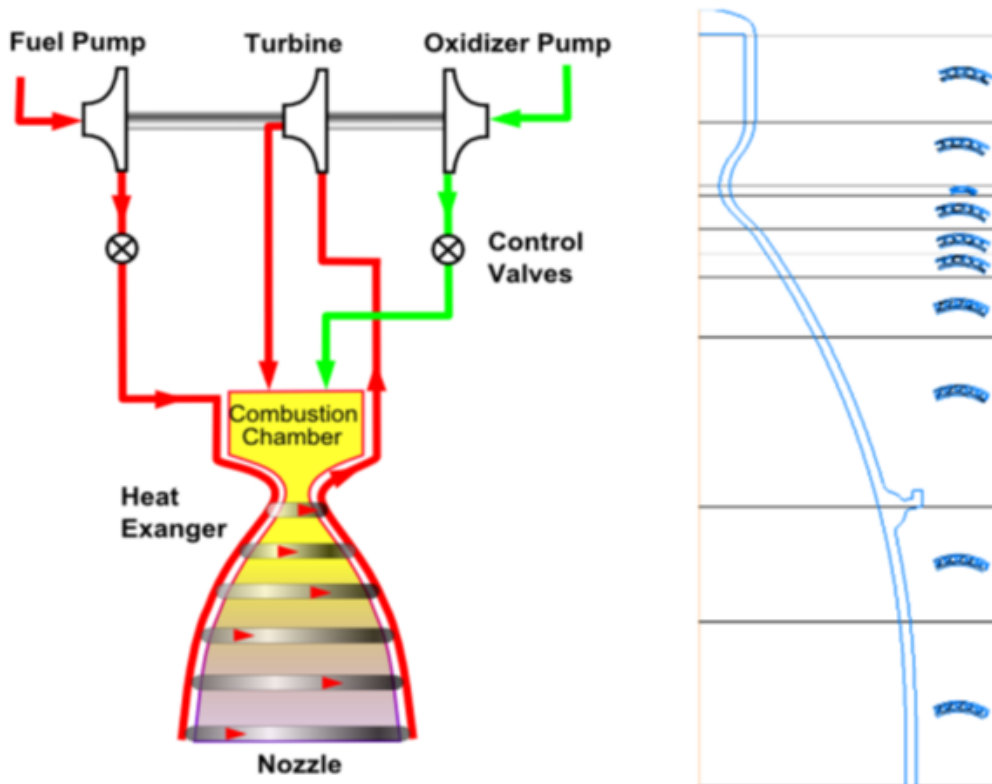 Fuel Pump
Turbine
Oxidizer Pump
Control
Valves
Combustion
Chamber
Heat
Exanger
Nozzle